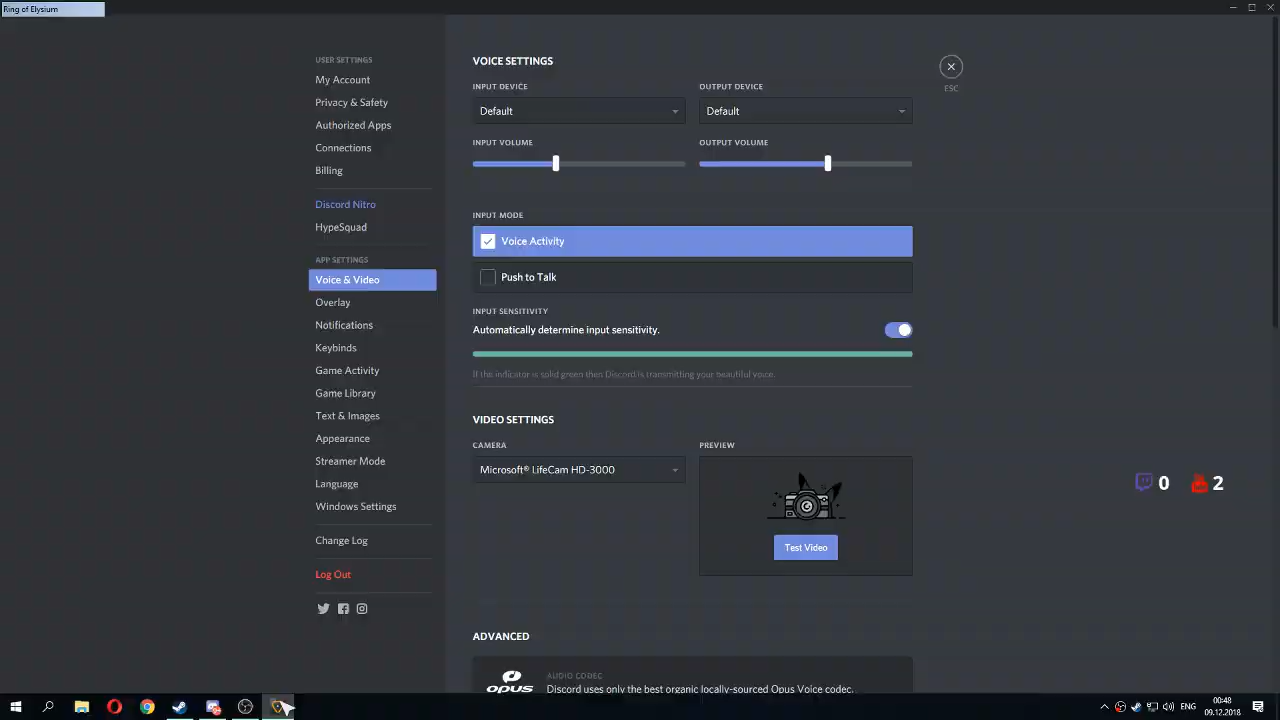 Ring of Elysium
USER SETTINGS
My Account
Privacy & Safety
Authorized Apps
Connections
Billing
Discord Nitro
HypeSquad
APP SETTINGS
Voice & Video
Overlay
Notifications
Keybinds
Game Activity
Game Library
Text & Images
Appearance
Streamer Mode
Language
Windows Settings
Change Log
Log Out
VOICE SETTINGS
INPUT DEVICE
Default
OUTPUT DEVICE
Default
INPUT VOLUME
OUTPUT VOLUME
INPUT MODE
Voice Activity
Push to Talk
INPUT SENSITIVITY
Automatically determine input sensitivity.
If the indicator is solid green then Discord is transmitting your beautiful voice.
VIDEO SETTINGS
CAMERA
Microsoft® LifeCam HD-3000
PREVIEW
Test Video
ADVANCED
opus
AUDIO CODEC
Discord uses only the best organic locally-sourced Opus Voice codec.
ESC
0 2
ENG
00:48
09.12.2018